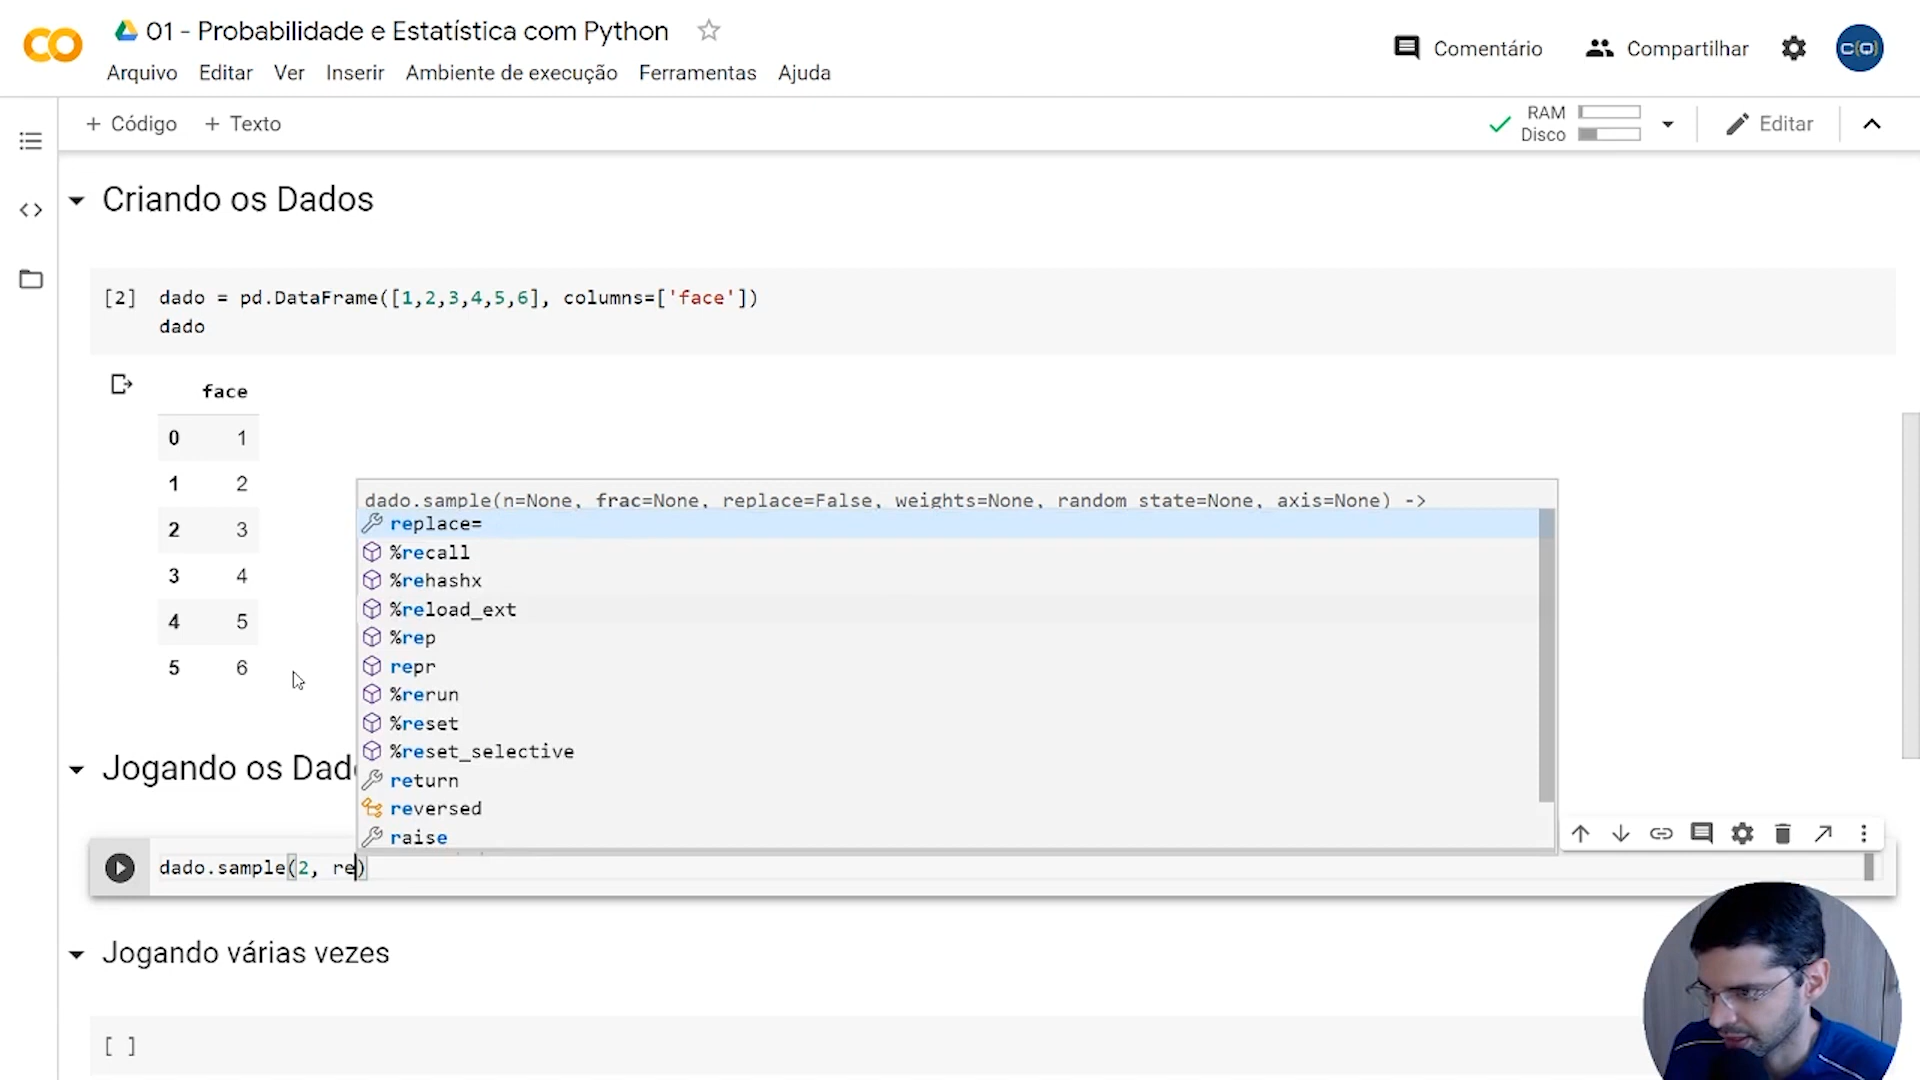 01 - Probabilidade e Estatística com Python
Comentário
Compartilhar
C(O)
Arquivo Editar Ver Inserir Ambiente de execução Ferramentas Ajuda
+ Código + Texto
RAM
Disco
Editar
Criando os Dados
[2] dado = pd.DataFrame([1,2,3,4,5,6], columns=['face'])
dado
face
0 1
1 2
2 3
3 4
4 5
5 6
dado.sample(n=None, frac=None, replace=False, weights=None, random_state=None, axis=None) ->
replace=
%recall
%rehashx
%reload_ext
%rep
repr
%rerun
%reset
%reset_selective
return
reversed
raise
Jogando os Dado
dado.sample(2, re)
Jogando várias vezes
[ ]